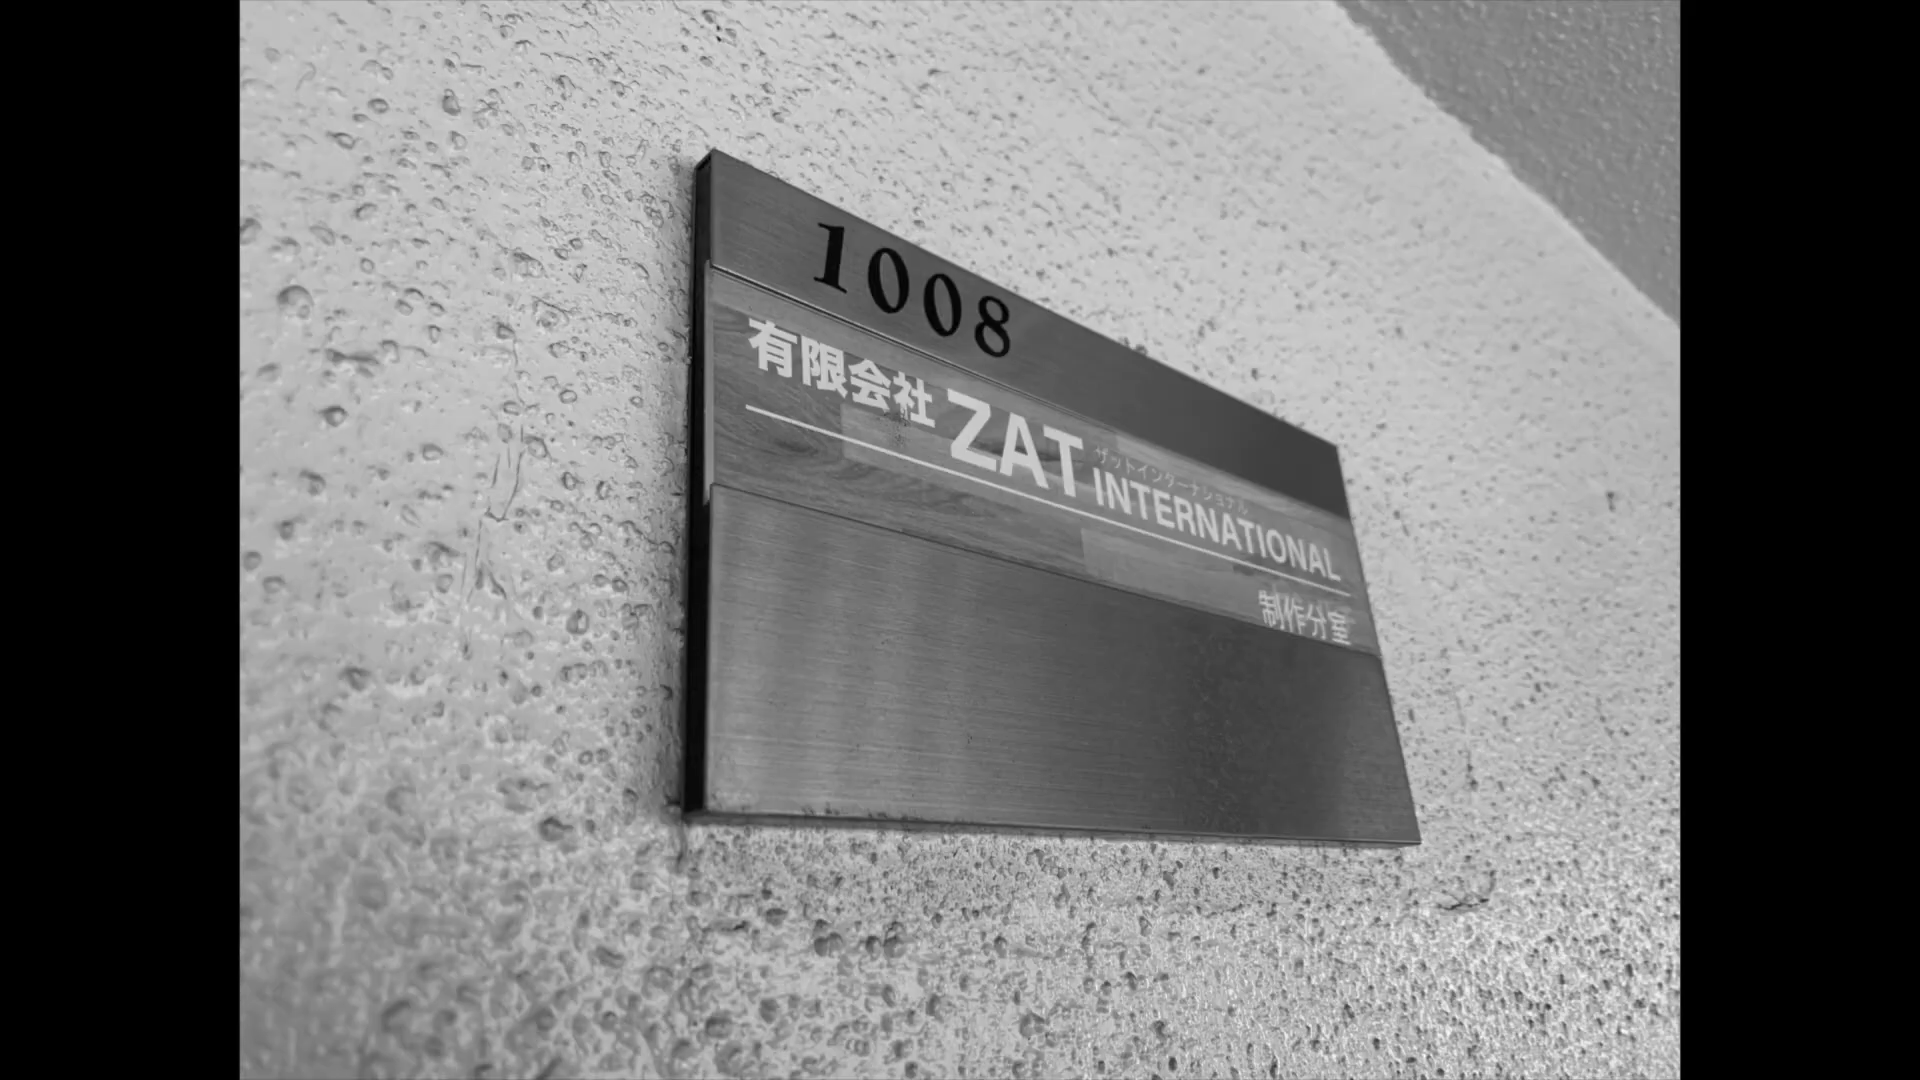 1008
有限会社 ZAT INTERNATIONAL
ザットインターナショナル
制作分室